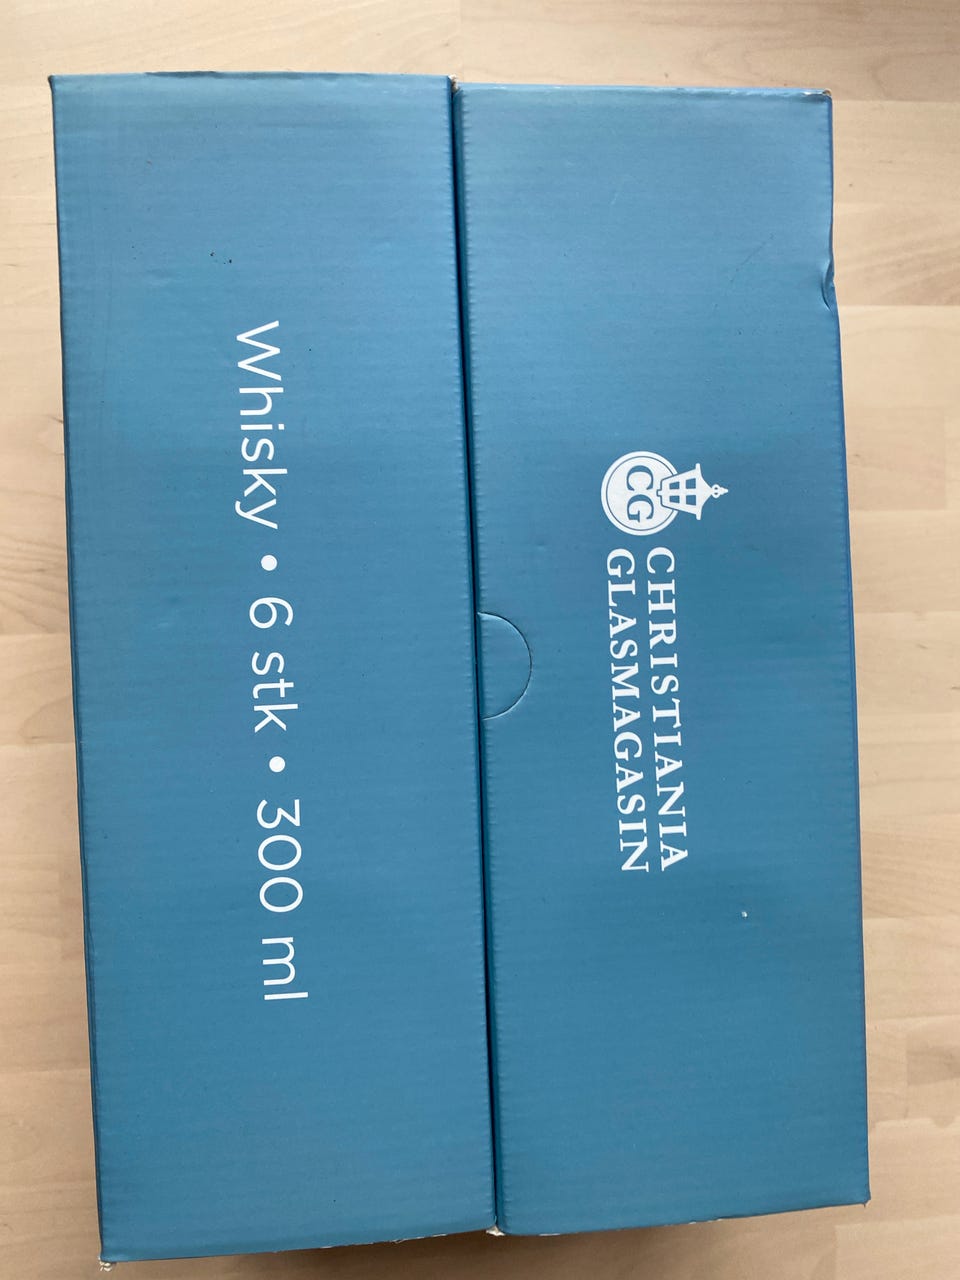 CG
CHRISTIANIA
GLASMAGASIN
Whisky • 6 stk • 300 ml